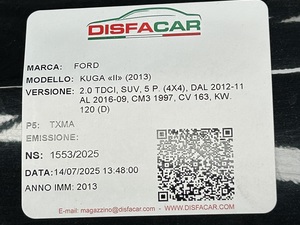 DISFACAR
MARCA: FORD
MODELLO: KUGA «II» (2013)
VERSIONE: 2.0 TDCI, SUV, 5 P. (4X4), DAL 2012-11
AL 2016-09, CM3 1997, CV 163, KW.
120 (D)
P5: TXMA
EMISSIONE:
NS: 1553/2025
DATA: 14/07/2025 13:48:00
ANNO IMM: 2013
E-mail: magazzino@disfacar.com WWW.DISFACAR.COM